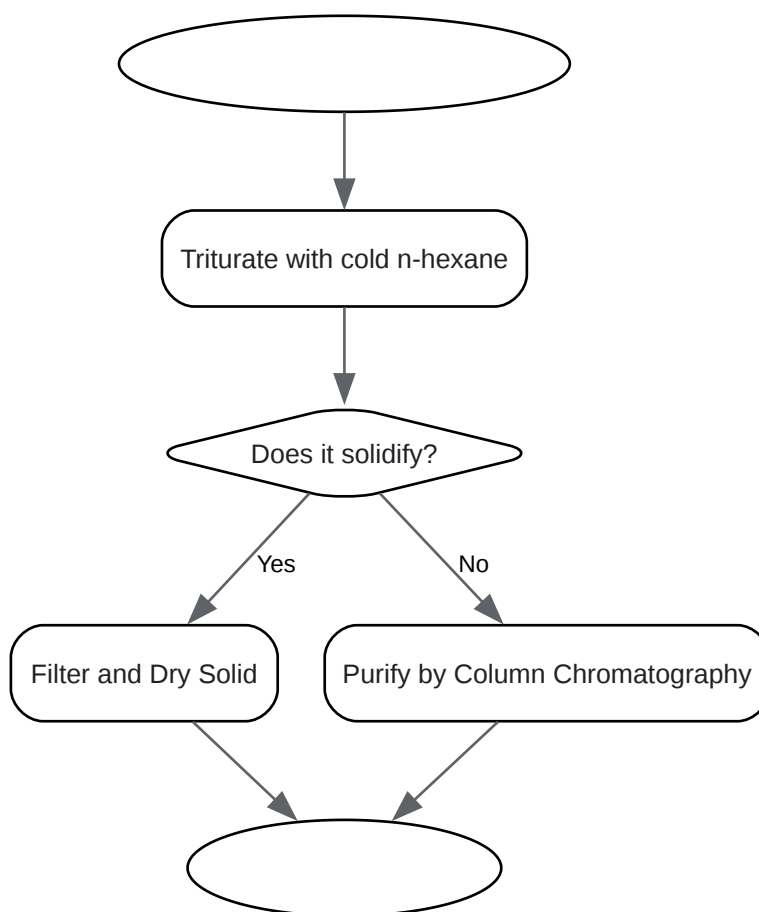 Triturate with cold n-hexane
Does it solidify?
Yes
No
Filter and Dry Solid
Purify by Column Chromatography